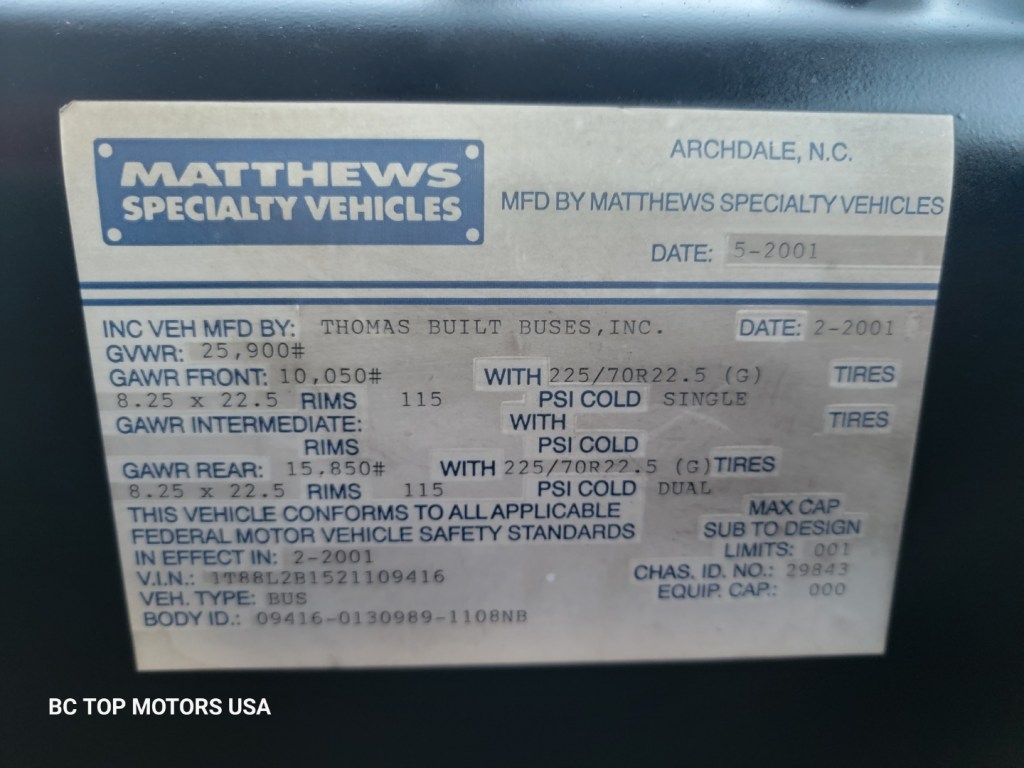 MATTHEWS
SPECIALTY VEHICLES
ARCHDALE, N.C.
MFD BY MATTHEWS SPECIALTY VEHICLES
DATE: 5-2001
INC VEH MFD BY: THOMAS BUILT BUSES,INC. DATE: 2-2001
GVWR: 25,900#
GAWR FRONT: 10,050# WITH 225/70R22.5 (G) TIRES
8.25 x 22.5 RIMS 115 PSI COLD SINGLE
GAWR INTERMEDIATE: WITH TIRES
RIMS PSI COLD
GAWR REAR: 15,850# WITH 225/70R22.5 (G) TIRES
8.25 x 22.5 RIMS 115 PSI COLD DUAL
THIS VEHICLE CONFORMS TO ALL APPLICABLE
FEDERAL MOTOR VEHICLE SAFETY STANDARDS
IN EFFECT IN: 2-2001
V.I.N.: 1T88L2B1521109416
VEH. TYPE: BUS
BODY ID.: 09416-0130989-1108NB
MAX CAP
SUB TO DESIGN
LIMITS: 001
CHAS. ID. NO.: 29843
EQUIP. CAP.: 000
BC TOP MOTORS USA